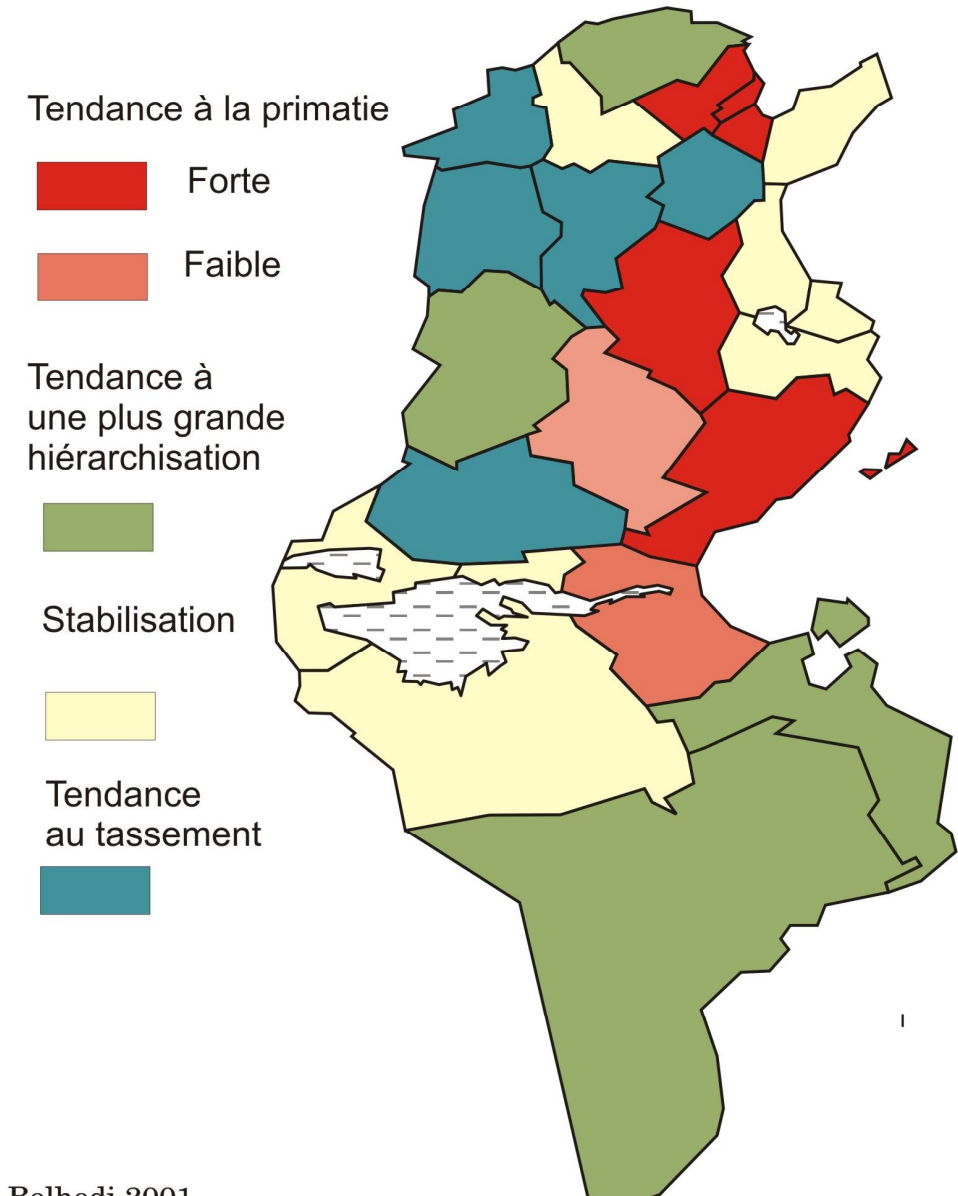 Tendance à la primatie
Forte
Faible
Tendance à
une plus grande
hiérarchisation
Stabilisation
Tendance
au tassement
Belhedi 2001